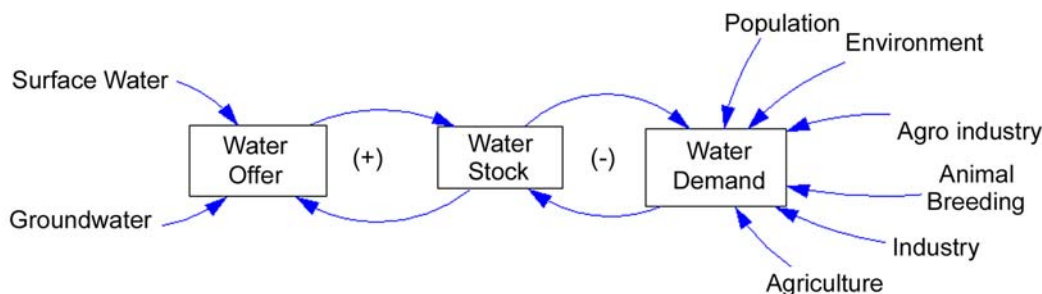 Population
Environment
Surface Water
Water
Offer
(+)
Water
Stock
(-)
Water
Demand
Agro industry
Animal
Breeding
Groundwater
Industry
Agriculture